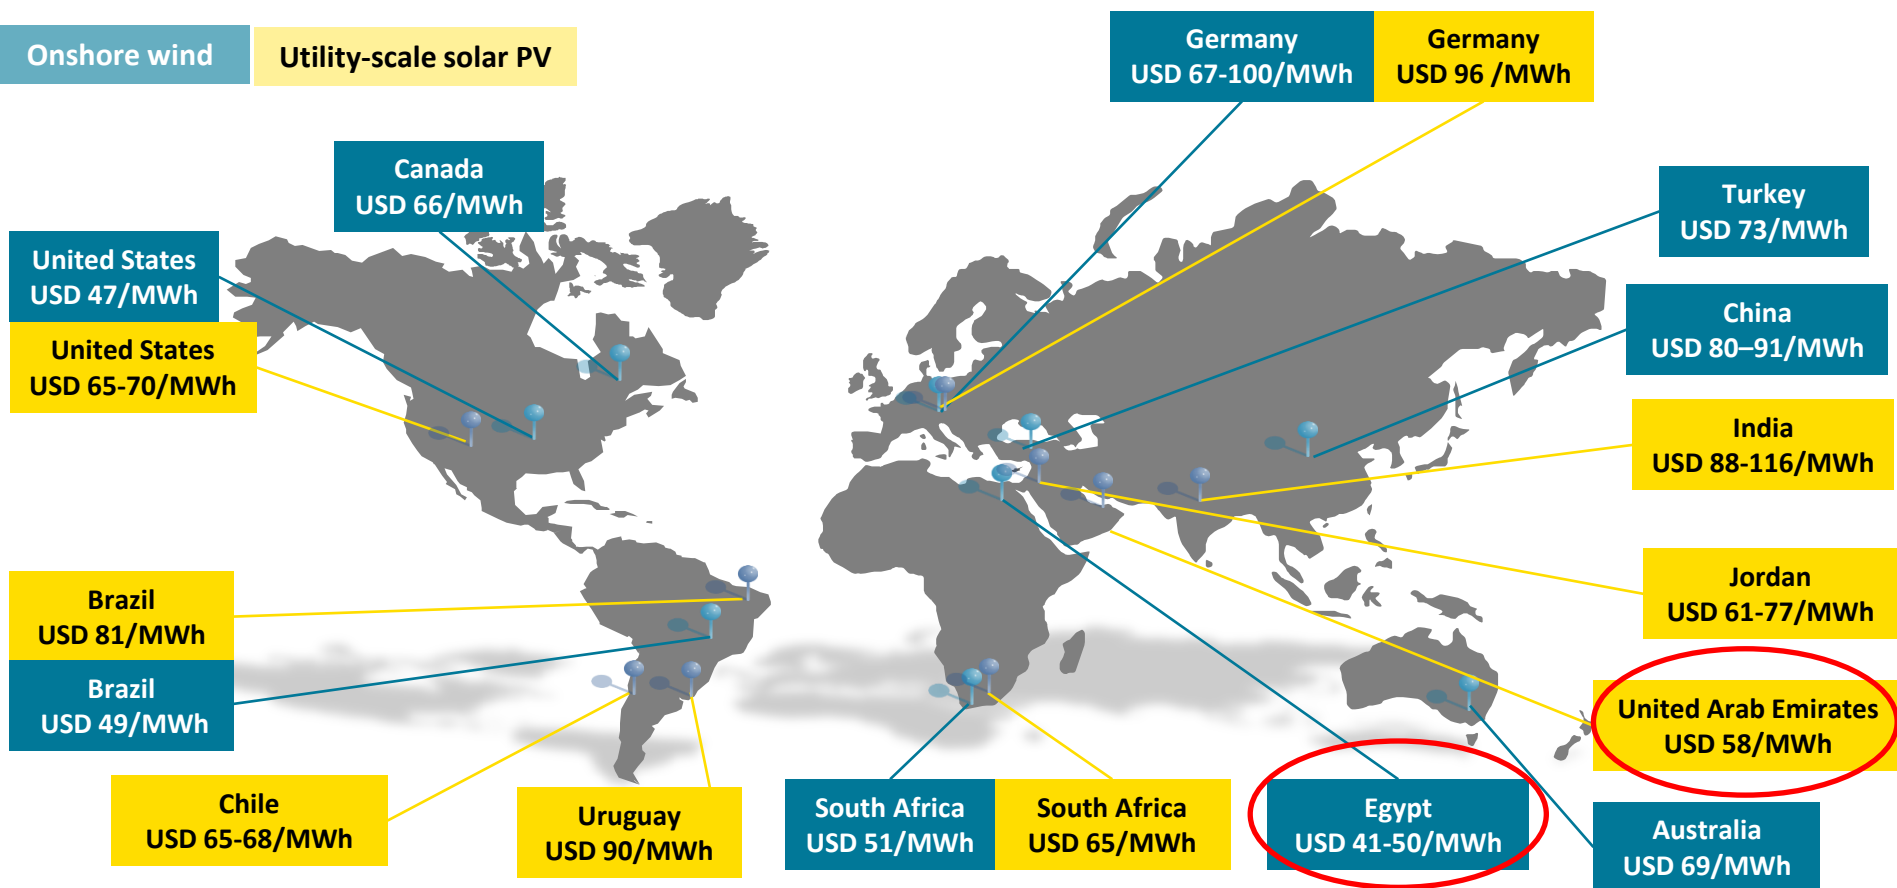 Onshore wind
Utility-scale solar PV
Germany
USD 67-100/MWh
Germany
USD 96 /MWh
Canada
USD 66/MWh
Turkey
USD 73/MWh
United States
USD 47/MWh
United States
USD 65-70/MWh
China
USD 80–91/MWh
India
USD 88-116/MWh
Jordan
USD 61-77/MWh
Brazil
USD 81/MWh
Brazil
USD 49/MWh
United Arab Emirates
USD 58/MWh
Chile
USD 65-68/MWh
Uruguay
USD 90/MWh
South Africa
USD 51/MWh
South Africa
USD 65/MWh
Egypt
USD 41-50/MWh
Australia
USD 69/MWh